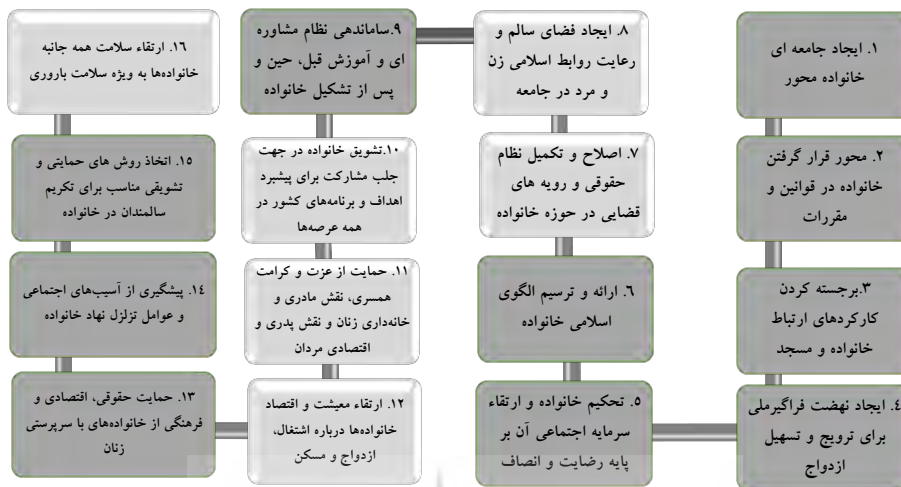 ۱. ایجاد جامعه ای
خانواده محور
۲. محور قرار گرفتن
خانواده در قوانین و
مقررات
۳.برجسته کردن
کارکردهای ارتباط
خانواده و مسجد
۴. ایجاد نهضت فراگیرملی
برای ترویج و تسهیل
ازدواج
۵. تحکیم خانواده و ارتقاء
سرمایه اجتماعی آن بر
پایه رضایت و انصاف
۶. ارائه و ترسیم الگوی
اسلامی خانواده
۷. اصلاح و تکمیل نظام
حقوقی و رویه های
قضایی در حوزه خانواده
۸. ایجاد فضای سالم و
رعایت روابط اسلامی زن
و مرد در جامعه
۹.ساماندهی نظام مشاوره
ای و آموزش قبل، حین و
پس از تشکیل خانواده
۱۰.تشویق خانواده در جهت
جلب مشارکت برای پیشبرد
اهداف و برنامه‌های کشور در
همه عرصه‌ها
۱۱. حمایت از عزت و کرامت
همسری، نقش مادری و
خانه‌داری زنان و نقش پدری و
اقتصادی مردان
۱۲. ارتقاء معیشت و اقتصاد
خانواده‌ها درباره اشتغال،
ازدواج و مسکن
۱۳. حمایت حقوقی، اقتصادی و
فرهنگی از خانواده‌های با سرپرستی
زنان
۱۴. پیشگیری از آسیب‌های اجتماعی
و عوامل تزلزل نهاد خانواده
۱۵. اتخاذ روش های حمایتی و
تشویقی مناسب برای تکریم
سالمندان در خانواده
۱۶. ارتقاء سلامت همه جانبه
خانواده‌ها به ویژه سلامت باروری